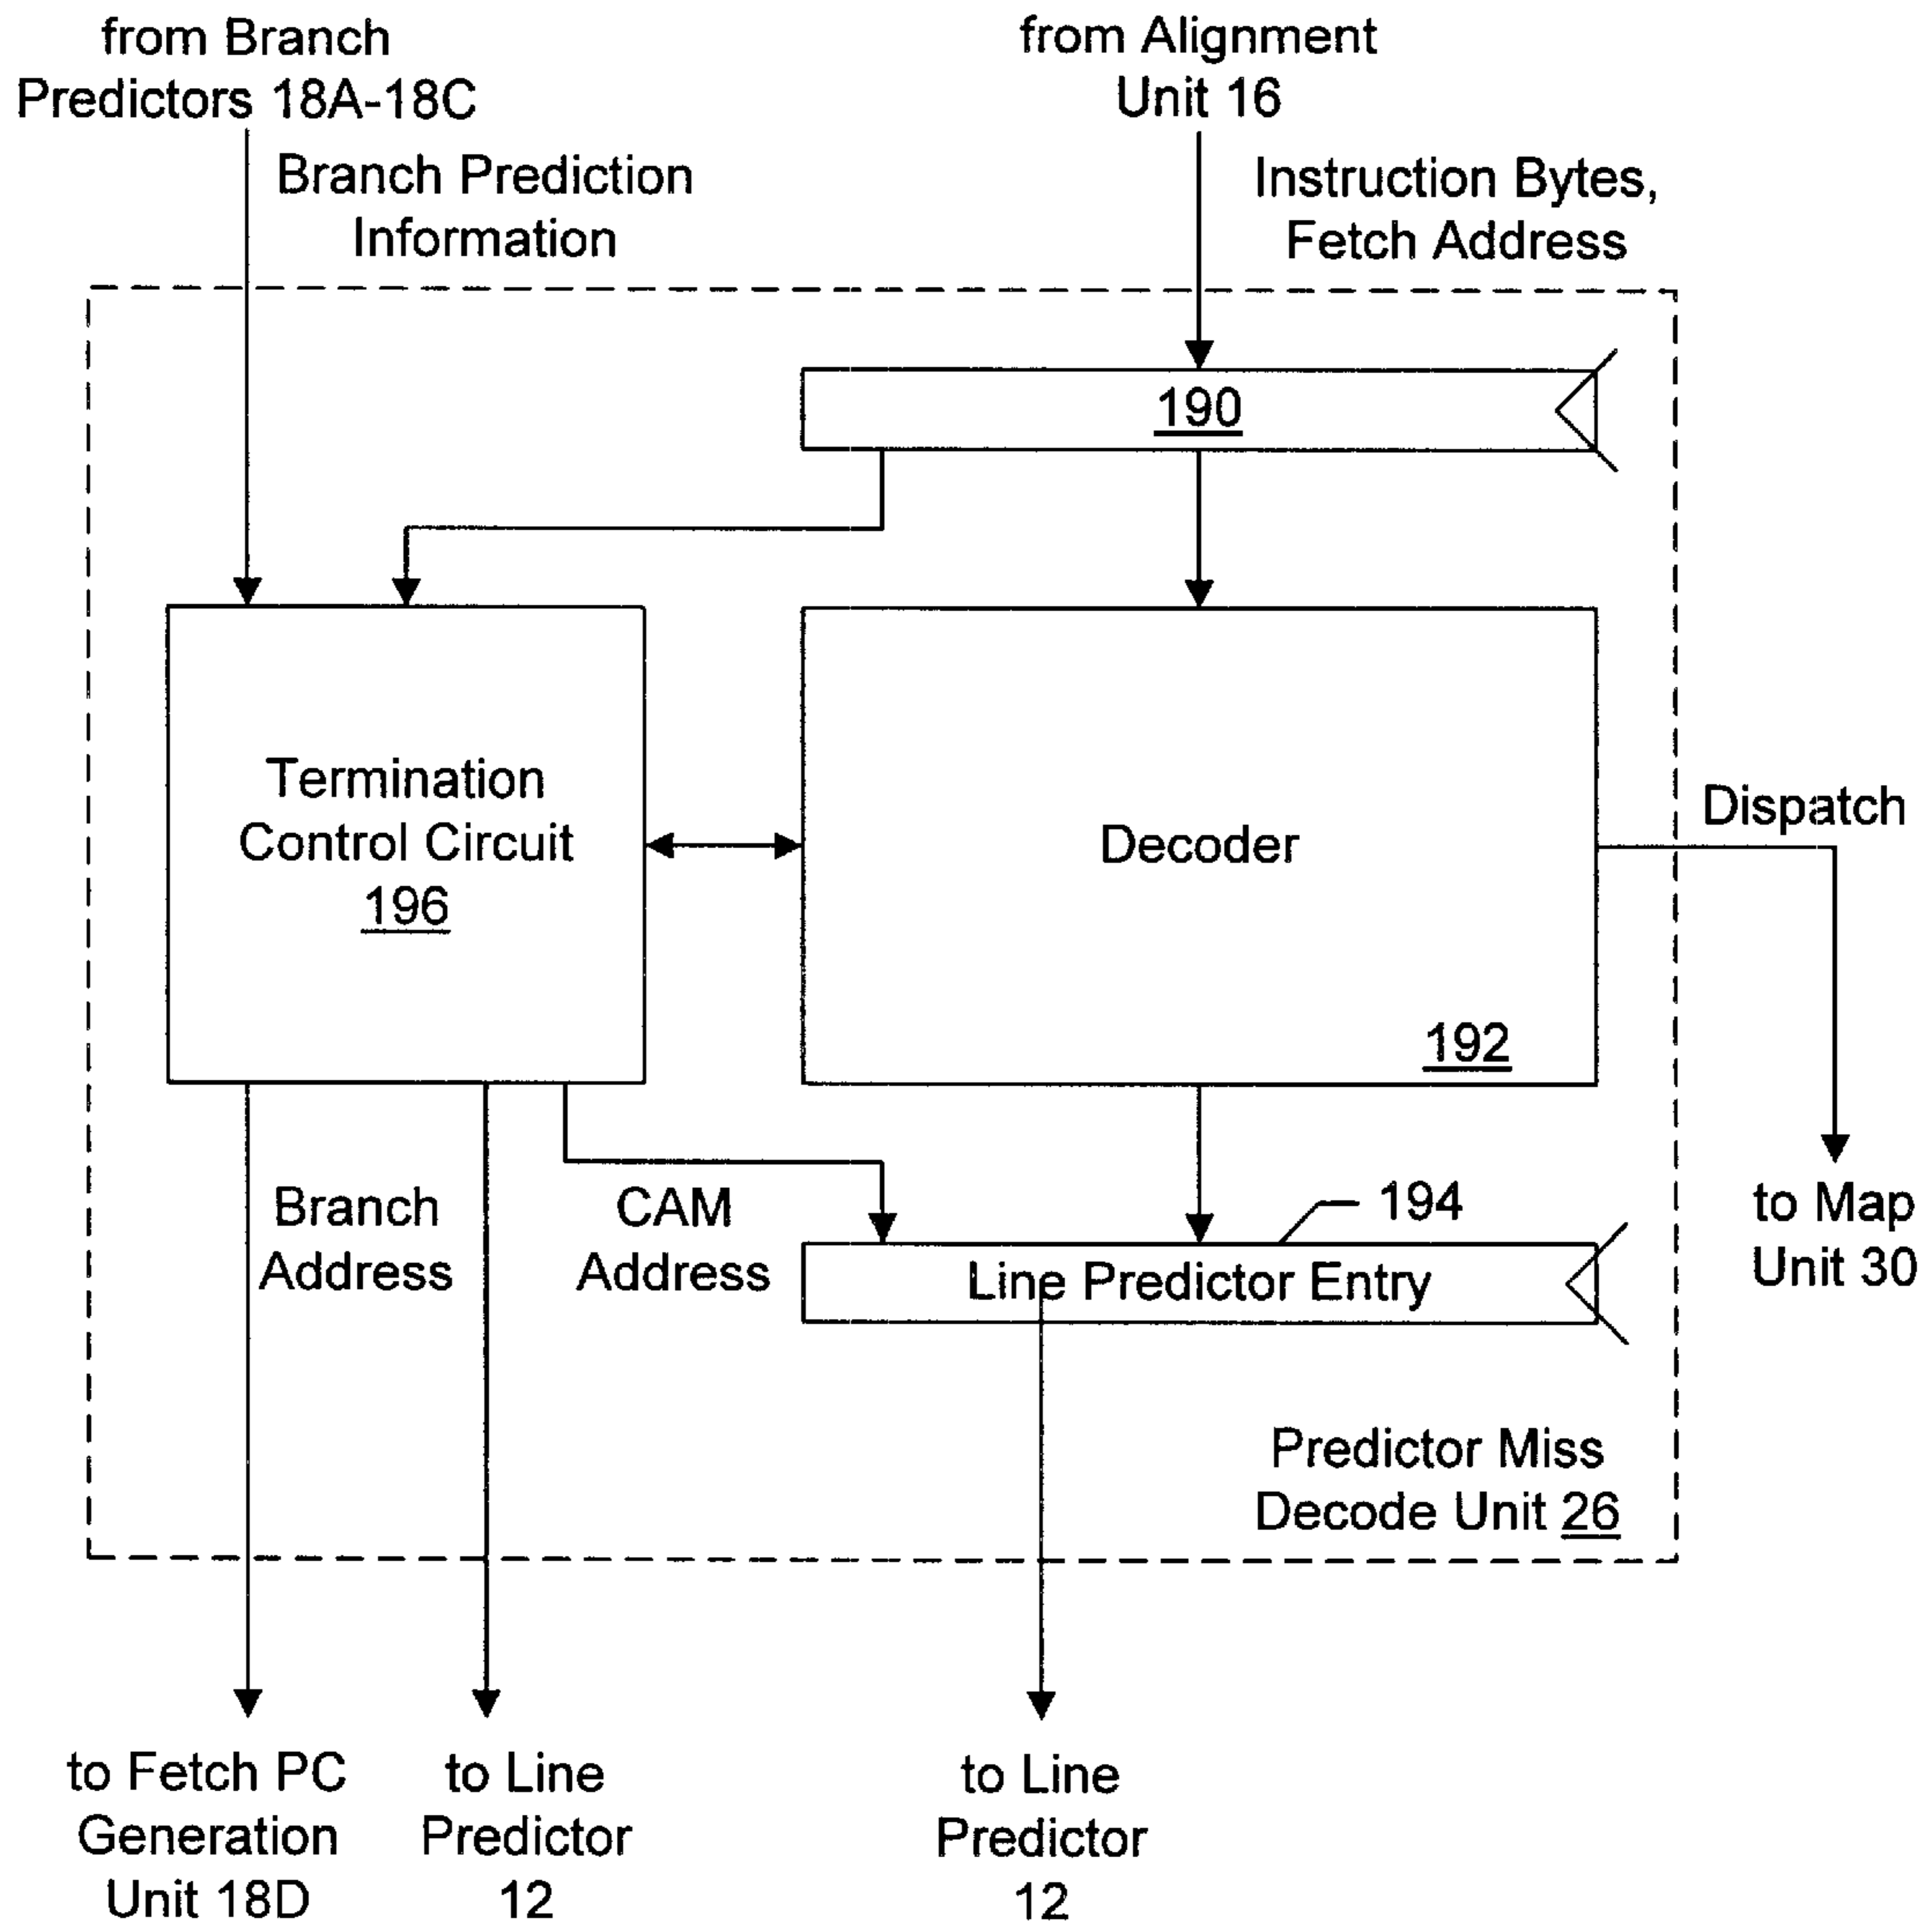 from Branch
Predictors 18A-18C
from Alignment
Unit 16
Branch Prediction
Information
Instruction Bytes,
Fetch Address
190
Termination
Control Circuit
196
Decoder
192
Dispatch
to Map
Unit 30
Branch
Address
CAM
Address
194
Line Predictor Entry
Predictor Miss
Decode Unit 26
to Fetch PC
Generation
Unit 18D
to Line
Predictor
12
to Line
Predictor
12